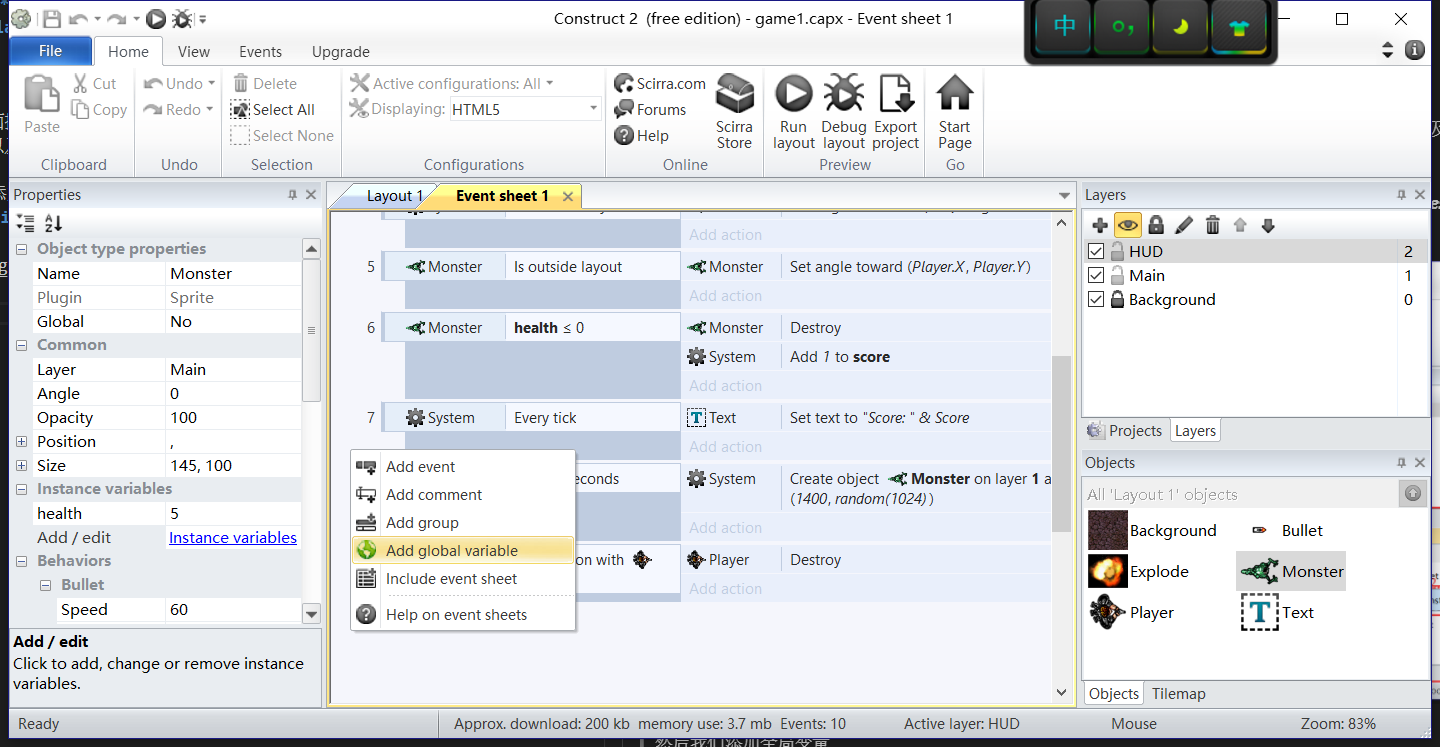 Construct 2 (free edition) - game1.capx - Event sheet 1
中
File Home View Events Upgrade
Paste
Cut
Copy
Clipboard
Undo
Redo
Undo
Delete
Select All
Select None
Selection
Active configurations: All
Displaying: HTML5
Configurations
Scirra.com
Forums
Help
Scirra Store
Online
Run layout
Debug layout
Export project
Preview
Start Page
Go
Properties
Object type properties
Name Monster
Plugin Sprite
Global No
Common
Layer Main
Angle 0
Opacity 100
Position ,
Size 145, 100
Instance variables
health 5
Add / edit Instance variables
Behaviors
Bullet
Speed 60
Add / edit
Click to add, change or remove instance
variables.
Layout 1 Event sheet 1
Add action
5 Monster Is outside layout Monster Set angle toward (Player.X, Player.Y)
Add action
6 Monster health ≤ 0 Monster Destroy
System Add 1 to score
Add action
7 System Every tick T Text Set text to "Score: " & Score
Add action
econds System Create object Monster on layer 1 a
(1400, random(1024))
Add action
on with Player Destroy
Add action
Add event
Add comment
Add group
Add global variable
Include event sheet
Help on event sheets
Layers
HUD 2
Main 1
Background 0
Projects Layers
Objects
All 'Layout 1' objects
Background Bullet
Explode Monster
Player T Text
Objects Tilemap
Ready Approx. download: 200 kb memory use: 3.7 mb Events: 10 Active layer: HUD Mouse Zoom: 83%
然后我们添加全局变量